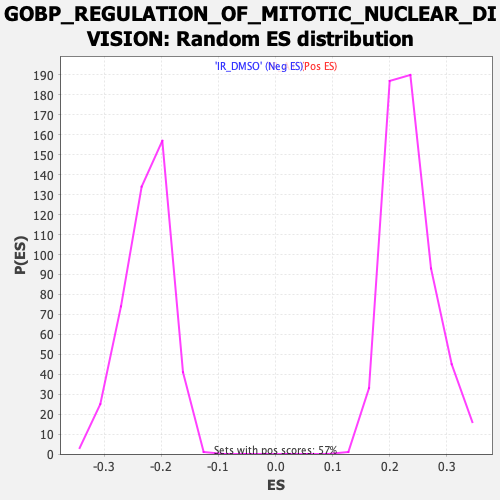 GOBP_REGULATION_OF_MITOTIC_NUCLEAR_DI
VISION: Random ES distribution
'IR_DMSO' (Neg ES) Pos ES)
190
180
170
160
150
140
130
120
110
100
90
80
70
60
50
40
30
20
10
0
P(ES)
Sets with pos scores: 57%
-0.3 -0.2 -0.1 0.0 0.1 0.2 0.3
ES